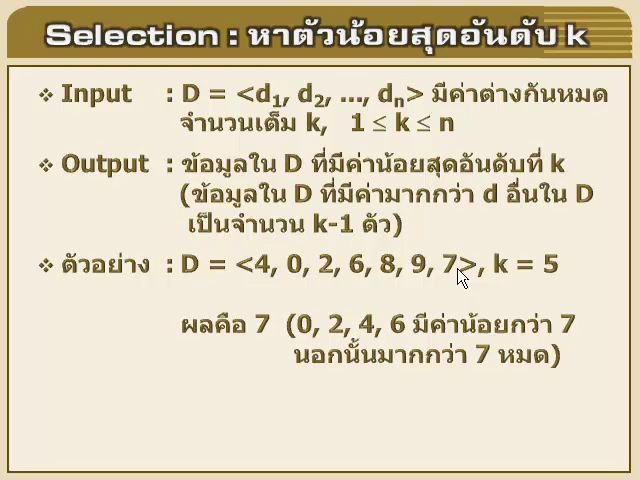 Selection : หาตัวน้อยสุดอันดับ k
❖ Input : D = <d₁, d₂, ..., dₙ> มีค่าต่างกันหมด
จำนวนเต็ม k, 1 ≤ k ≤ n
❖ Output : ข้อมูลใน D ที่มีค่าน้อยสุดอันดับที่ k
(ข้อมูลใน D ที่มีค่ามากกว่า d อื่นใน D
เป็นจำนวน k-1 ตัว)
❖ ตัวอย่าง : D = <4, 0, 2, 6, 8, 9, 7>, k = 5
ผลคือ 7 (0, 2, 4, 6 มีค่าน้อยกว่า 7
นอกนั้นมากกว่า 7 หมด)